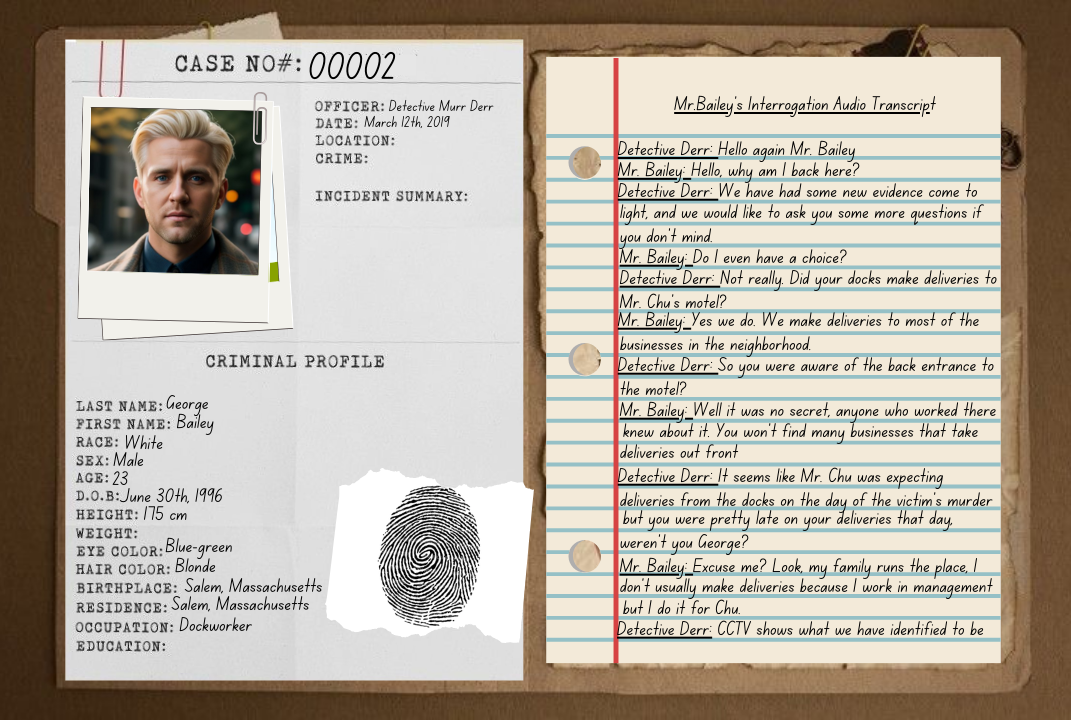 CASE NO#: 00002
OFFICER: Detective Murr Derr
DATE: March 12th, 2019
LOCATION:
CRIME:
INCIDENT SUMMARY:
CRIMINAL PROFILE
LAST NAME: George
FIRST NAME: Bailey
RACE: White
SEX: Male
AGE: 23
D.O.B: June 30th, 1996
HEIGHT: 175 cm
WEIGHT:
EYE COLOR: Blue-green
HAIR COLOR: Blonde
BIRTHPLACE: Salem, Massachusetts
RESIDENCE: Salem, Massachusetts
OCCUPATION: Dockworker
EDUCATION:
Mr.Bailey's Interrogation Audio Transcript
Detective Derr: Hello again Mr. Bailey
Mr. Bailey: Hello, why am I back here?
Detective Derr: We have had some new evidence come to
light, and we would like to ask you some more questions if
you don't mind.
Mr. Bailey: Do I even have a choice?
Detective Derr: Not really. Did your docks make deliveries to
Mr. Chu's motel?
Mr. Bailey: Yes we do. We make deliveries to most of the
businesses in the neighborhood.
Detective Derr: So you were aware of the back entrance to
the motel?
Mr. Bailey: Well it was no secret, anyone who worked there
knew about it. You won't find many businesses that take
deliveries out front
Detective Derr: It seems like Mr. Chu was expecting
deliveries from the docks on the day of the victim's murder
but you were pretty late on your deliveries that day,
weren't you George?
Mr. Bailey: Excuse me? Look, my family runs the place, I
don't usually make deliveries because I work in management
but I do it for Chu.
Detective Derr: CCTV shows what we have identified to be